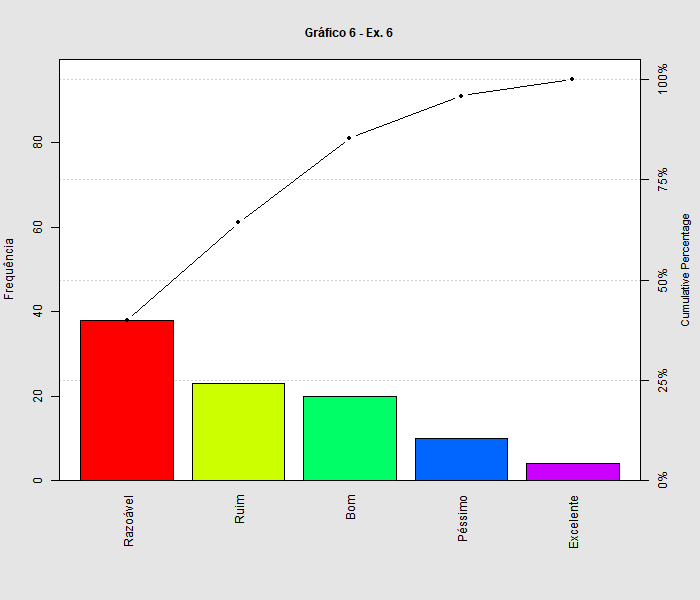 Gráfico 6 - Ex. 6
Frequência
0
20
40
60
80
0%
25%
50%
75%
100%
Cumulative Percentage
Razoável
Ruim
Bom
Péssimo
Excelente